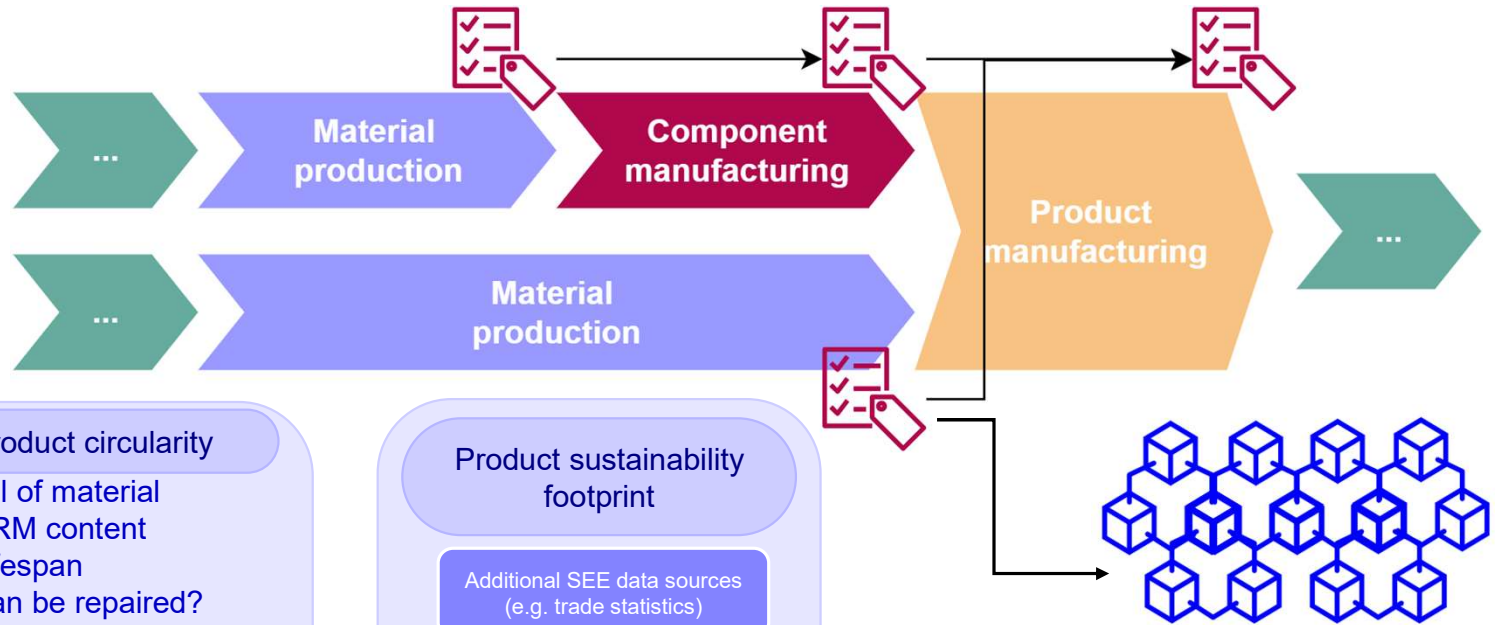 ...
Material
production
Component
manufacturing
Product
manufacturing
...
...
Material
production
roduct circularity
l of material
RM content
espan
an be repaired?
Product sustainability
footprint
Additional SEE data sources
(e.g. trade statistics)